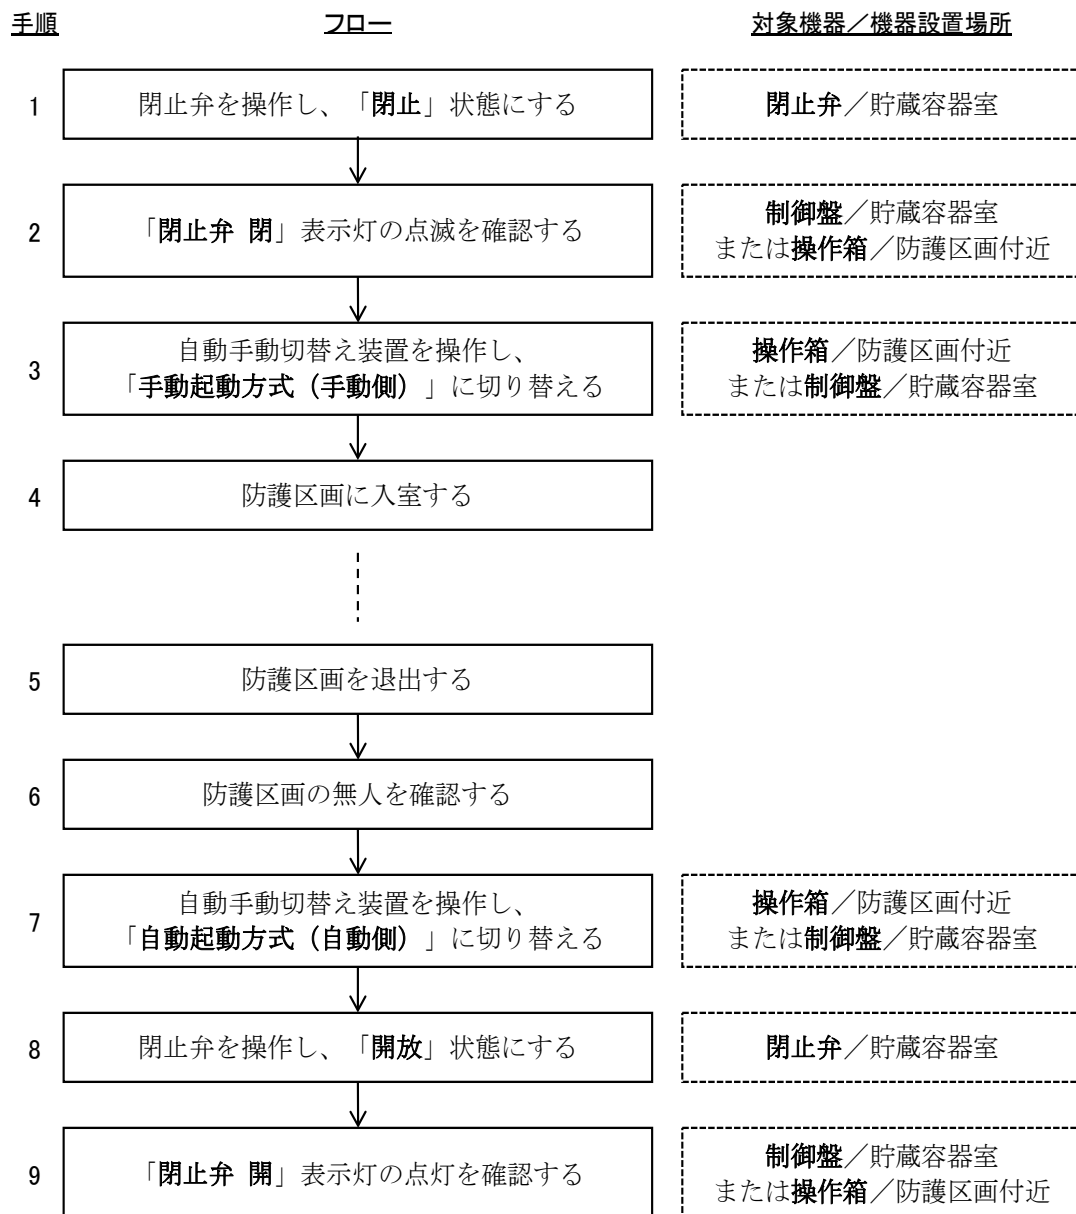 手順 フロー 対象機器／機器設置場所
1 閉止弁を操作し、「閉止」状態にする 閉止弁／貯蔵容器室
2 「閉止弁 閉」表示灯の点滅を確認する 制御盤／貯蔵容器室
または操作箱／防護区画付近
3 自動手動切替え装置を操作し、
「手動起動方式（手動側）」に切り替える
操作箱／防護区画付近
または制御盤／貯蔵容器室
4 防護区画に入室する
5 防護区画を退出する
6 防護区画の無人を確認する
7 自動手動切替え装置を操作し、
「自動起動方式（自動側）」に切り替える
操作箱／防護区画付近
または制御盤／貯蔵容器室
8 閉止弁を操作し、「開放」状態にする 閉止弁／貯蔵容器室
9 「閉止弁 開」表示灯の点灯を確認する 制御盤／貯蔵容器室
または操作箱／防護区画付近